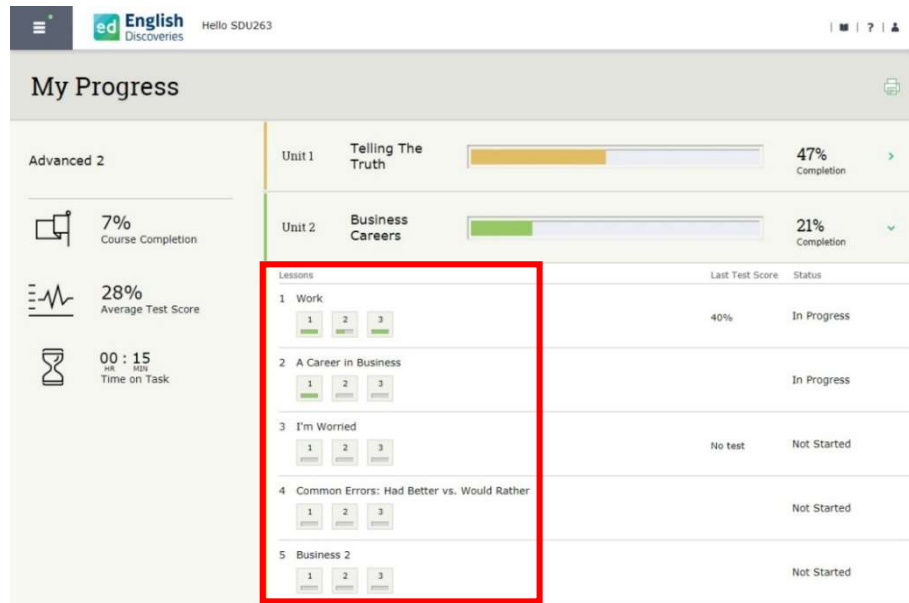 ed English Discoveries Hello SDU263 | | ? |
My Progress
Advanced 2
7%
Course Completion
28%
Average Test Score
00 : 15
HR MIN
Time on Task
Unit 1 Telling The Truth 47% Completion
Unit 2 Business Careers 21% Completion
Lessons Last Test Score Status
1 Work
1 2 3 40% In Progress
2 A Career in Business
1 2 3 In Progress
3 I'm Worried
1 2 3 No test Not Started
4 Common Errors: Had Better vs. Would Rather
1 2 3 Not Started
5 Business 2
1 2 3 Not Started